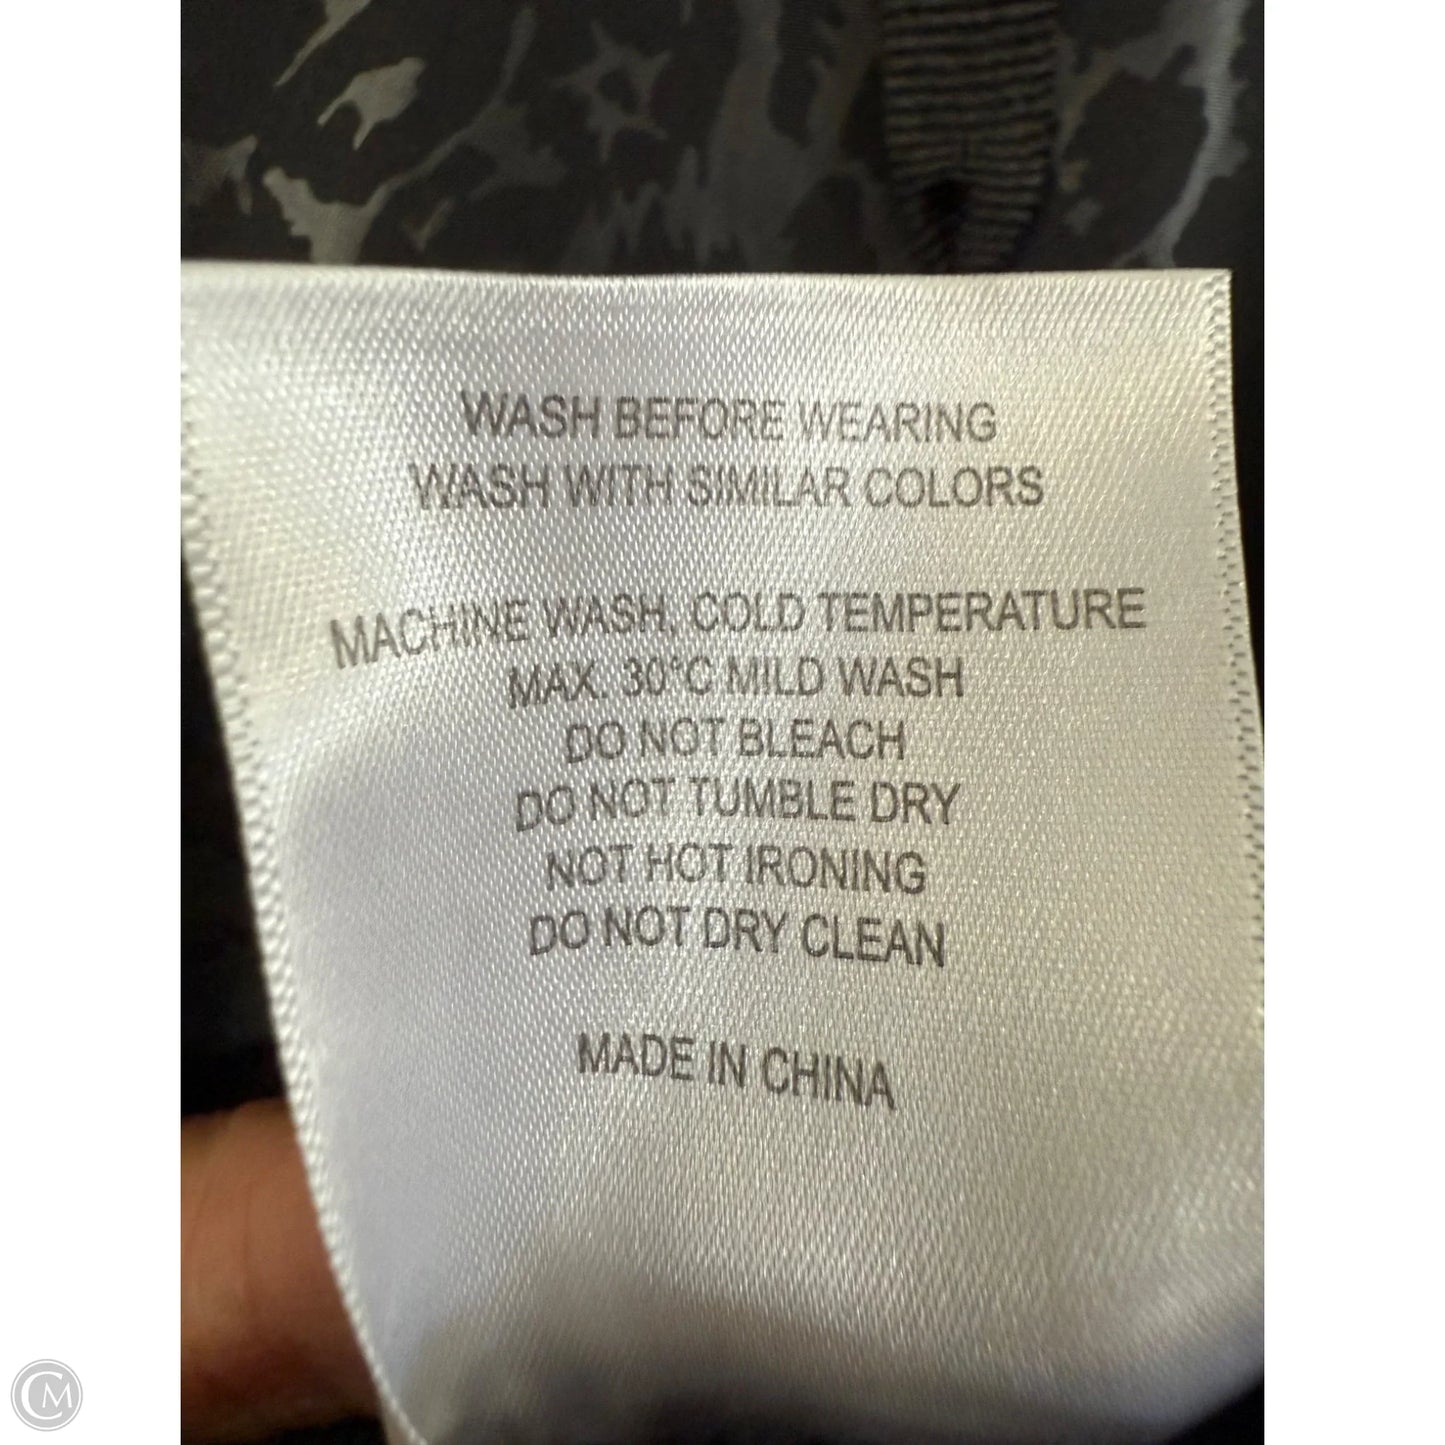 WASH BEFORE WEARING
WASH WITH SIMILAR COLORS
MACHINE WASH, COLD TEMPERATURE
MAX. 30°C MILD WASH
DO NOT BLEACH
DO NOT TUMBLE DRY
NOT HOT IRONING
DO NOT DRY CLEAN
MADE IN CHINA
CM